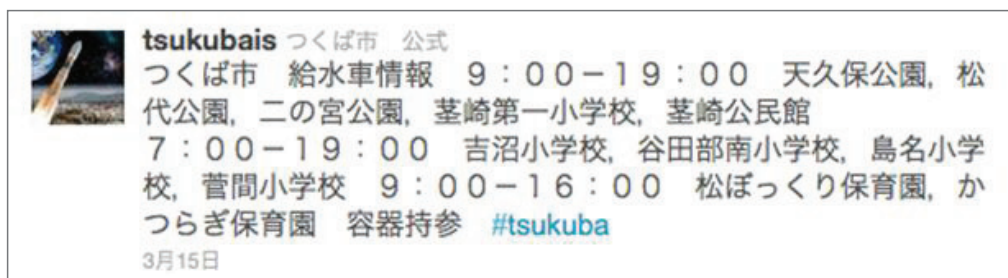 tsukubais つくば市　公式
つくば市　給水車情報　９：００－１９：００　天久保公園，松
代公園，二の宮公園，茎崎第一小学校，茎崎公民館
７：００－１９：００　吉沼小学校，谷田部南小学校，島名小学
校，菅間小学校　９：００－１６：００　松ぼっくり保育園，か
つらぎ保育園　容器持参　#tsukuba
3月15日